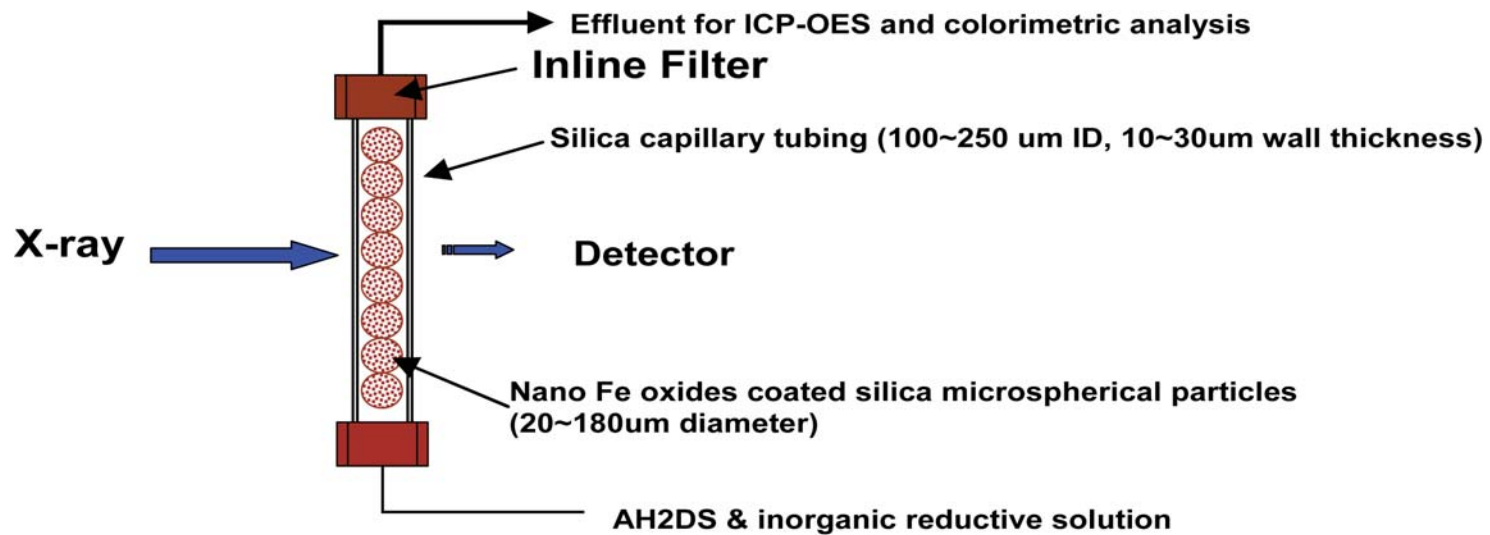 Effluent for ICP-OES and colorimetric analysis
Inline Filter
Silica capillary tubing (100~250 um ID, 10~30um wall thickness)
X-ray
Detector
Nano Fe oxides coated silica microspherical particles
(20~180um diameter)
AH2DS & inorganic reductive solution